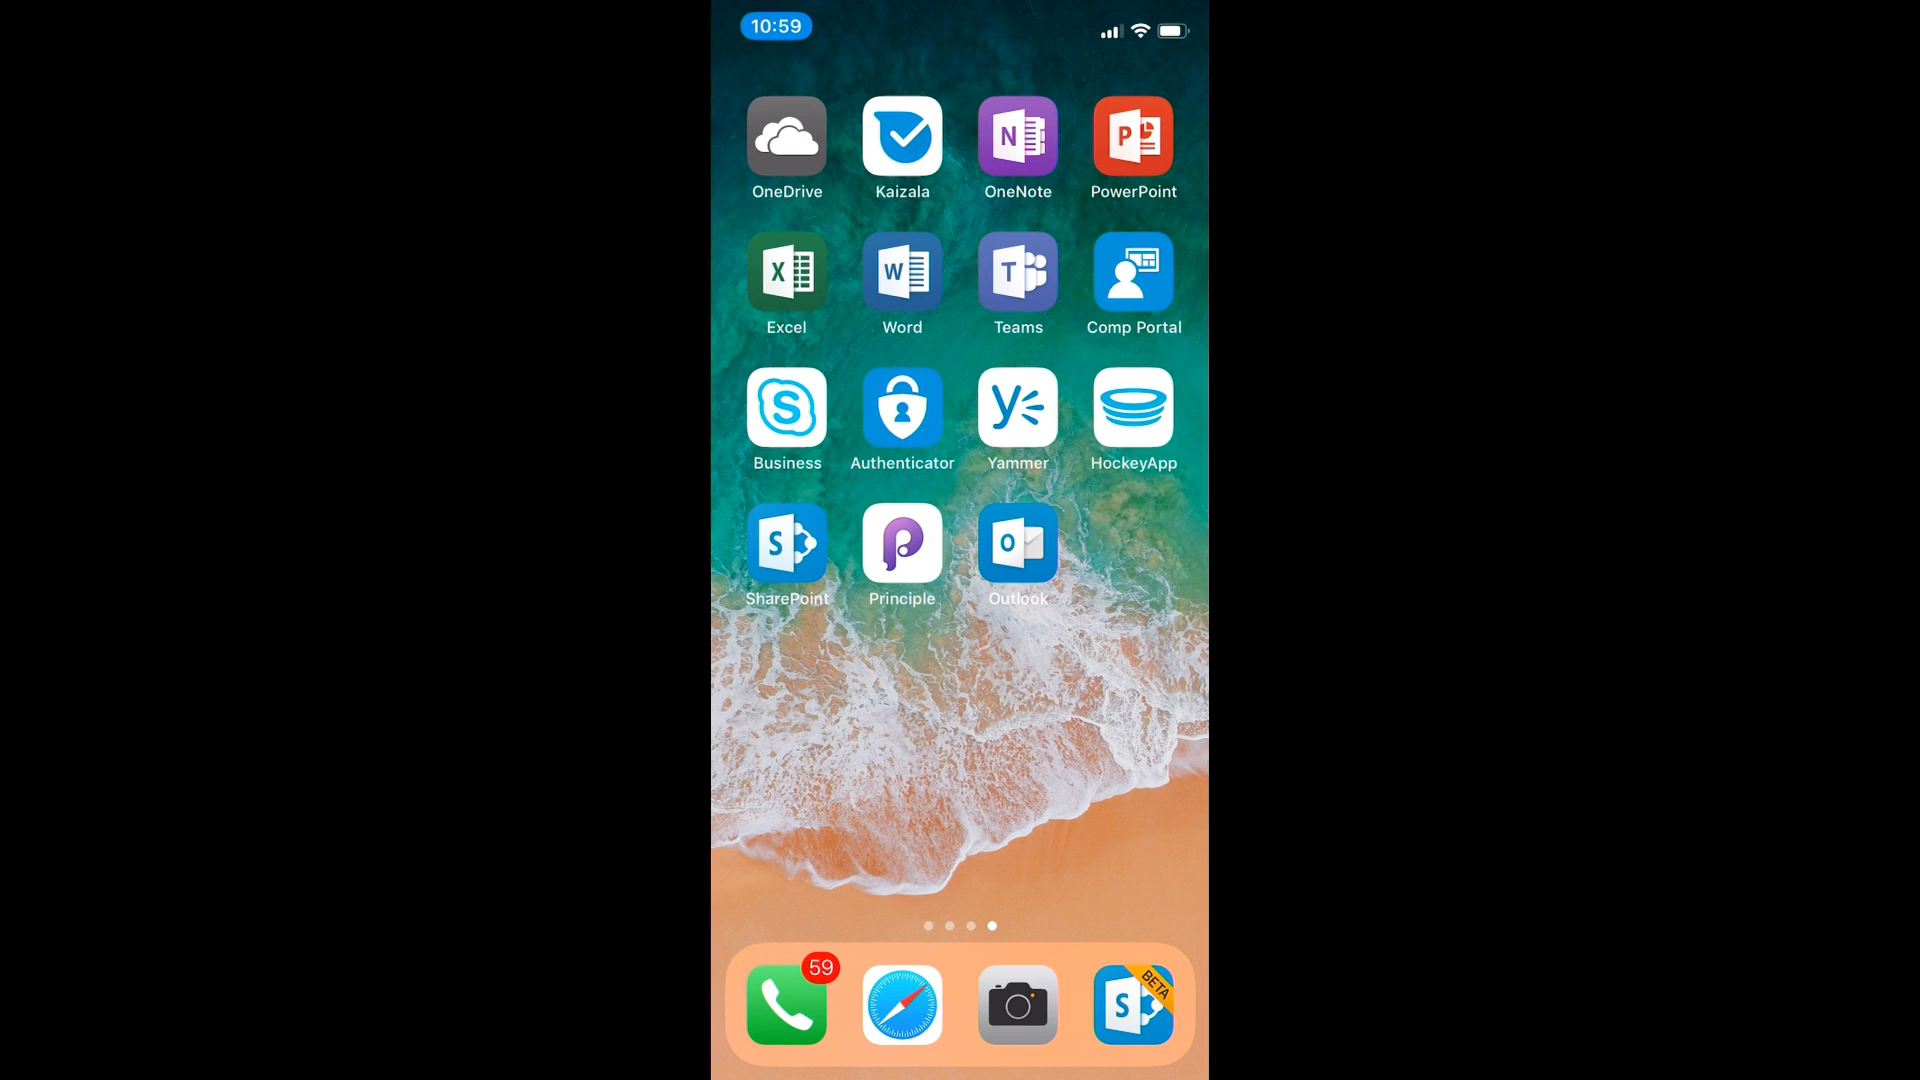 10:59
OneDrive Kaizala OneNote PowerPoint
Excel Word Teams Comp Portal
Business Authenticator Yammer HockeyApp
SharePoint Principle Outlook
59
BETA